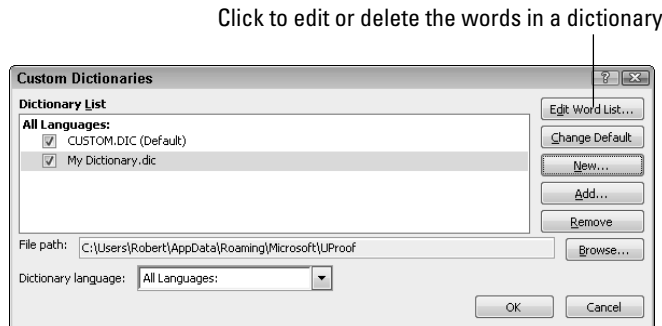 Click to edit or delete the words in a dictionary
Custom Dictionaries
Dictionary List
Edit Word List...
All Languages:
CUSTOM.DIC (Default)
Change Default
My Dictionary.dic
New...
Add...
Remove
File path: C:\Users\Robert\AppData\Roaming\Microsoft\UProof
Browse...
Dictionary language: All Languages:
OK Cancel